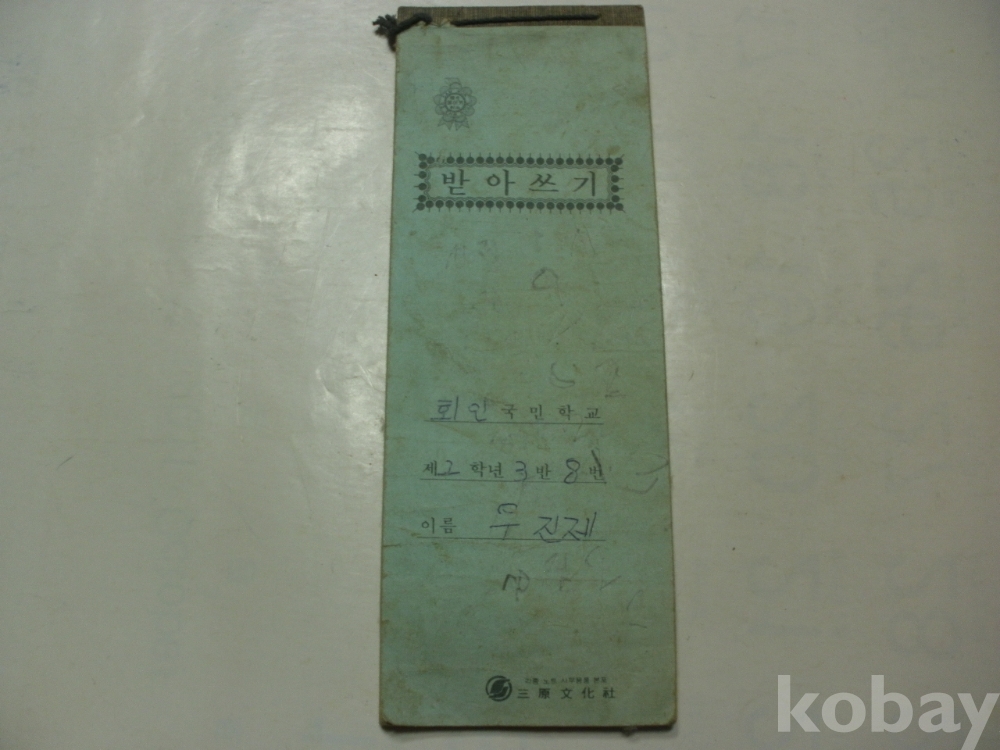 받아쓰기
회인국민학교
제2학년3반8번
이름 우진제
三原文化社
kobay